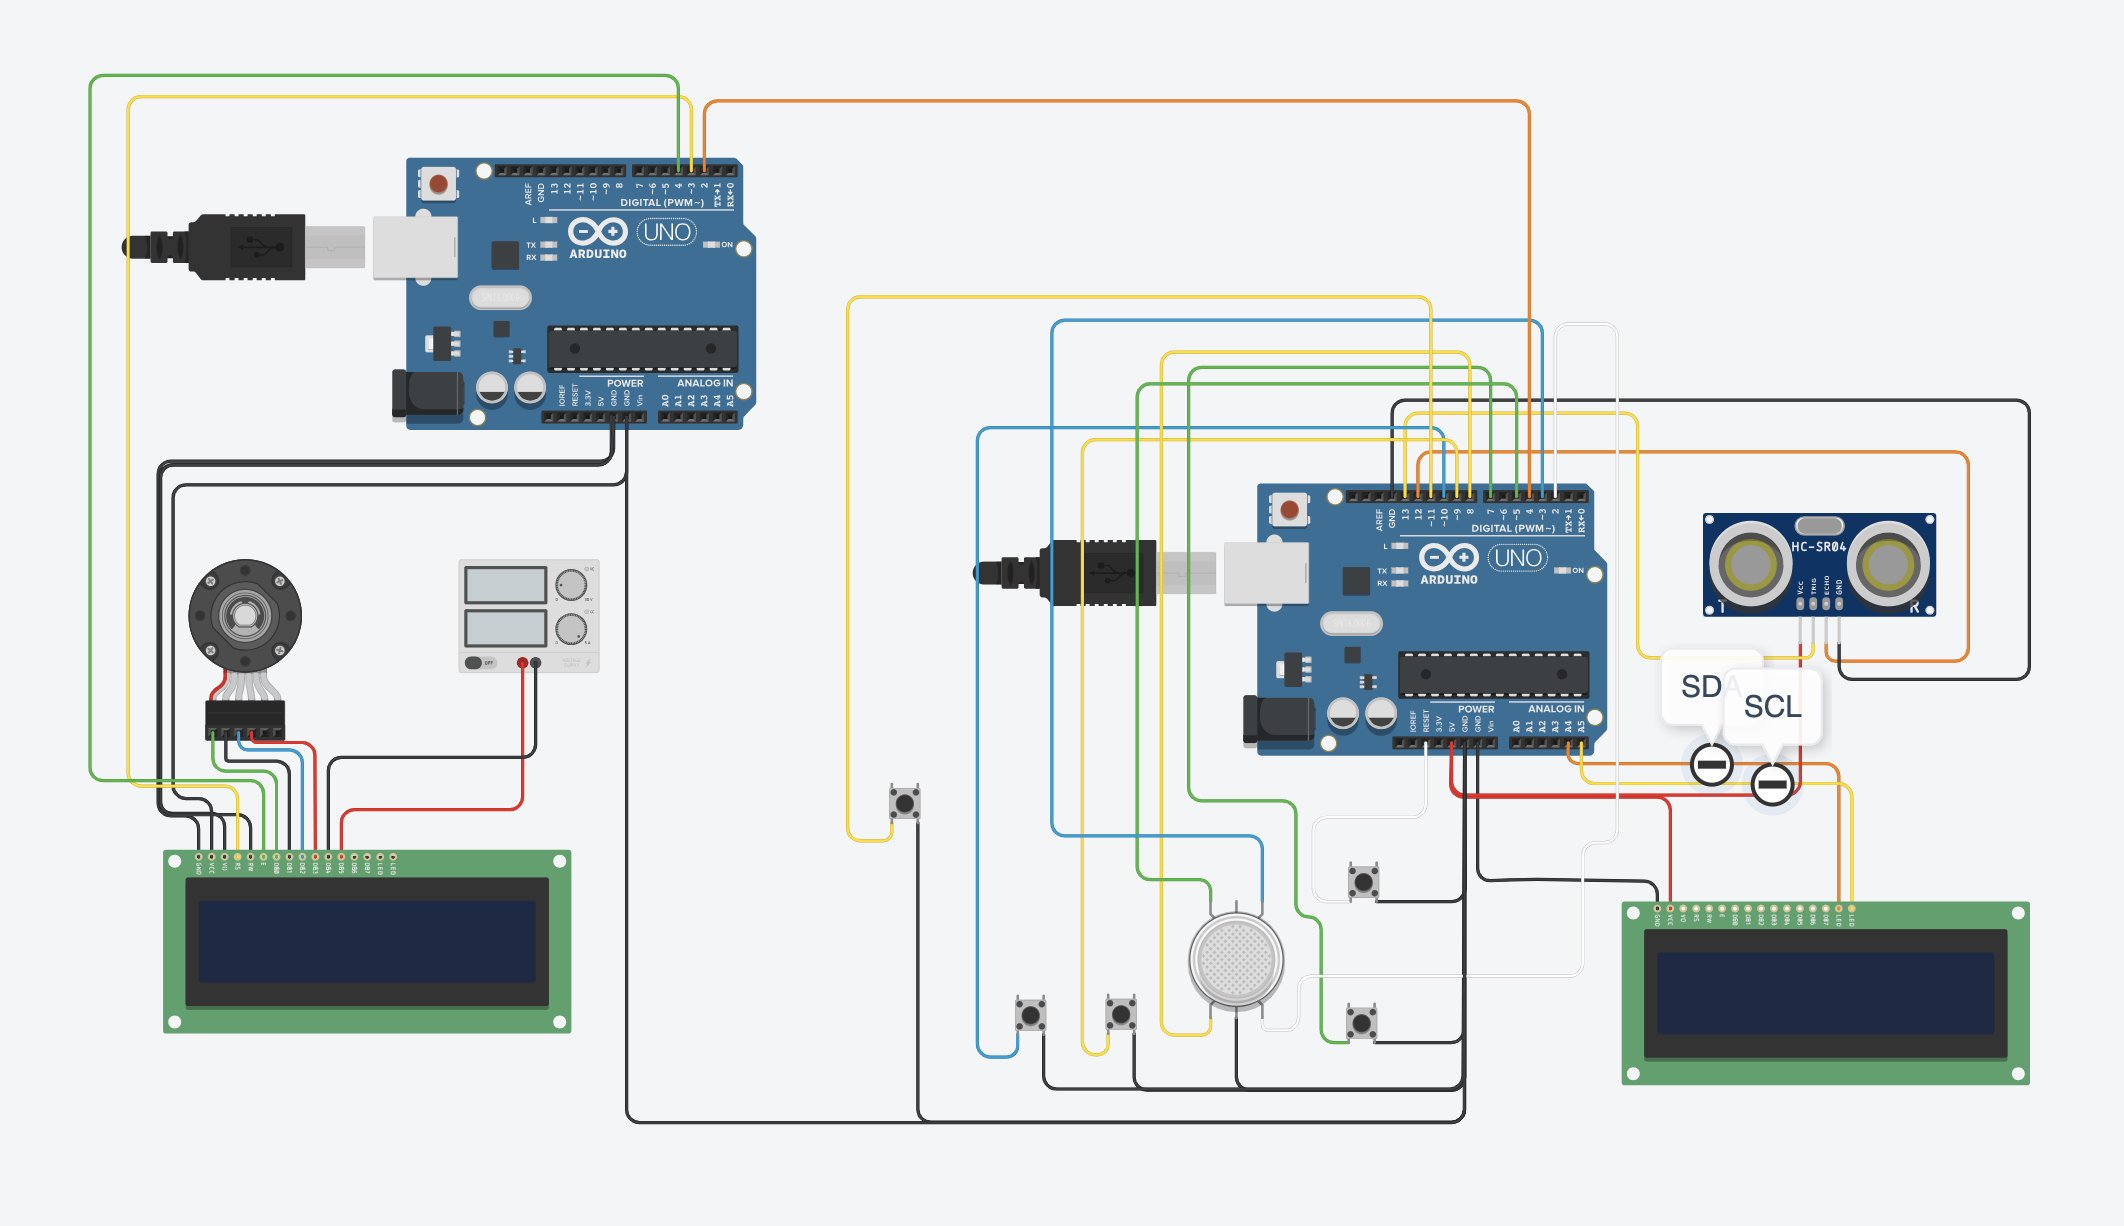 AREF
GND
13
12
~11
~10
~9
8
7
~6
~5
4
~3
2
TX→1
RX←0
DIGITAL (PWM~)
L
TX
RX
ARDUINO
UNO
ON
POWER
ANALOG IN
IOREF
RESET
3.3V
5V
GND
GND
Vin
A0
A1
A2
A3
A4
A5
AREF
GND
13
12
~11
~10
~9
8
7
~6
~5
4
~3
2
TX→1
RX←0
DIGITAL (PWM~)
L
TX
RX
ARDUINO
UNO
ON
POWER
ANALOG IN
IOREF
RESET
3.3V
5V
GND
GND
Vin
A0
A1
A2
A3
A4
A5
HC-SR04
VCC
TRIG
ECHO
GND
T
R
SDA
SCL
OFF
GND
VCC
V0
RS
RW
E
DB0
DB1
DB2
DB3
DB4
DB5
DB6
DB7
LED
LED
GND
VCC
V0
RS
RW
E
DB0
DB1
DB2
DB3
DB4
DB5
DB6
DB7
LED
LED